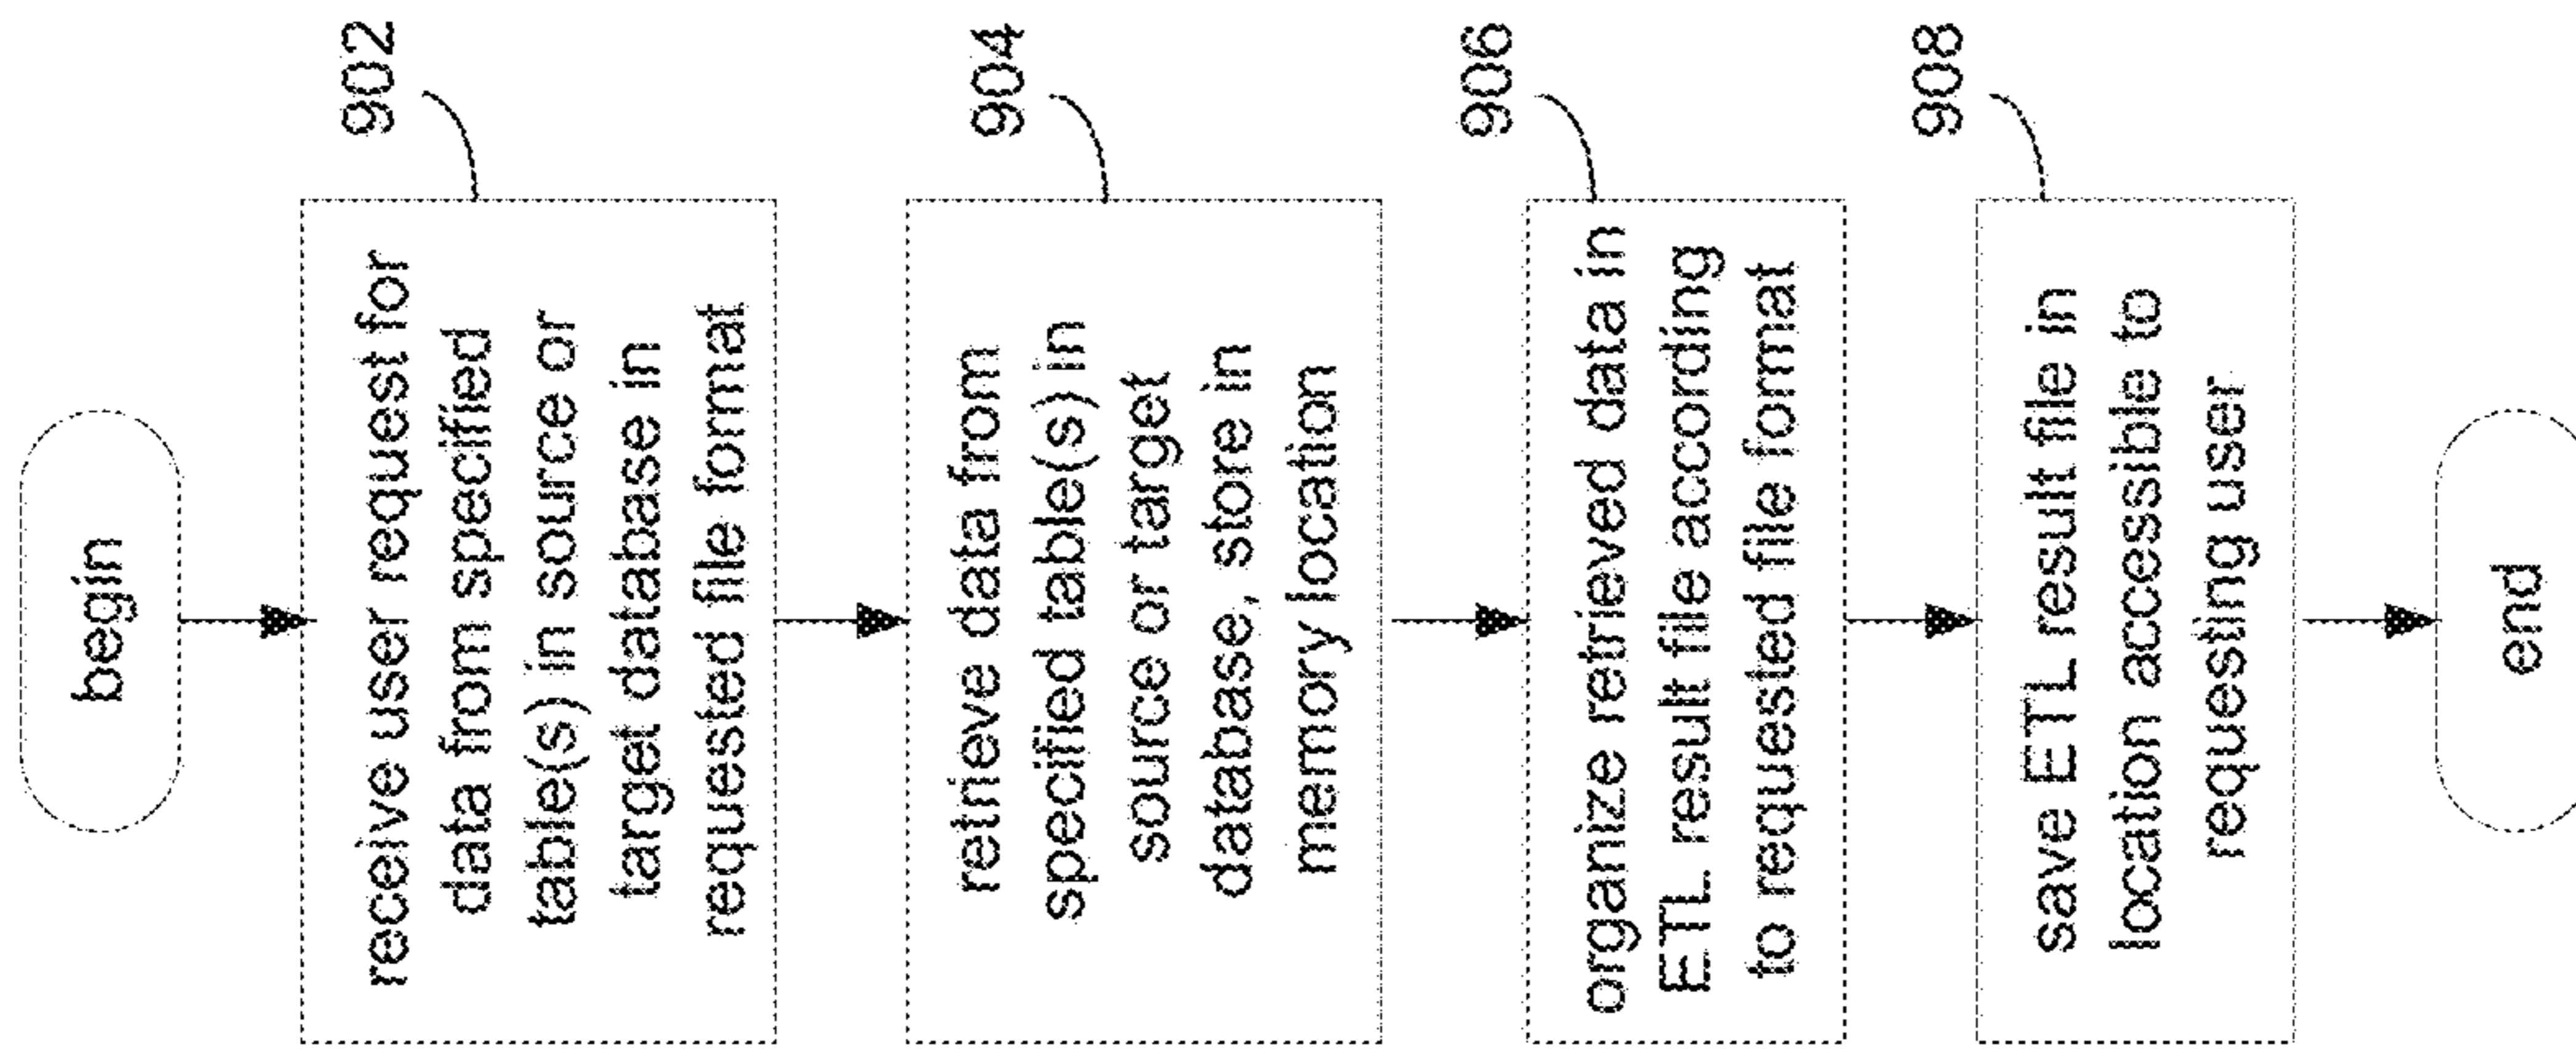 begin
902
receive user request for
data from specified
table(s) in source or
target database in
requested file format
904
retrieve data from
specified table(s) in
source or target
database, store in
memory location
906
organize retrieved data in
ETL result file according
to requested file format
908
save ETL result file in
location accessible to
requesting user
end